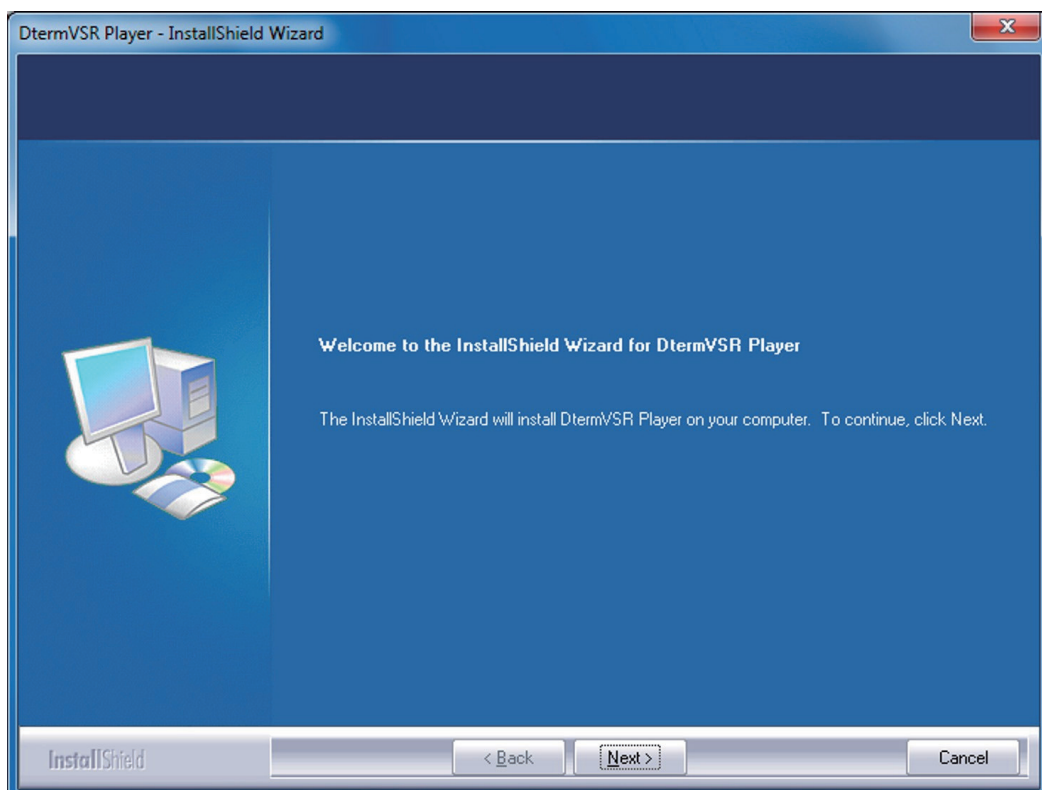 DtermVSR Player - InstallShield Wizard
Welcome to the InstallShield Wizard for DtermVSR Player
The InstallShield Wizard will install DtermVSR Player on your computer. To continue, click Next.
InstallShield
< Back
Next >
Cancel